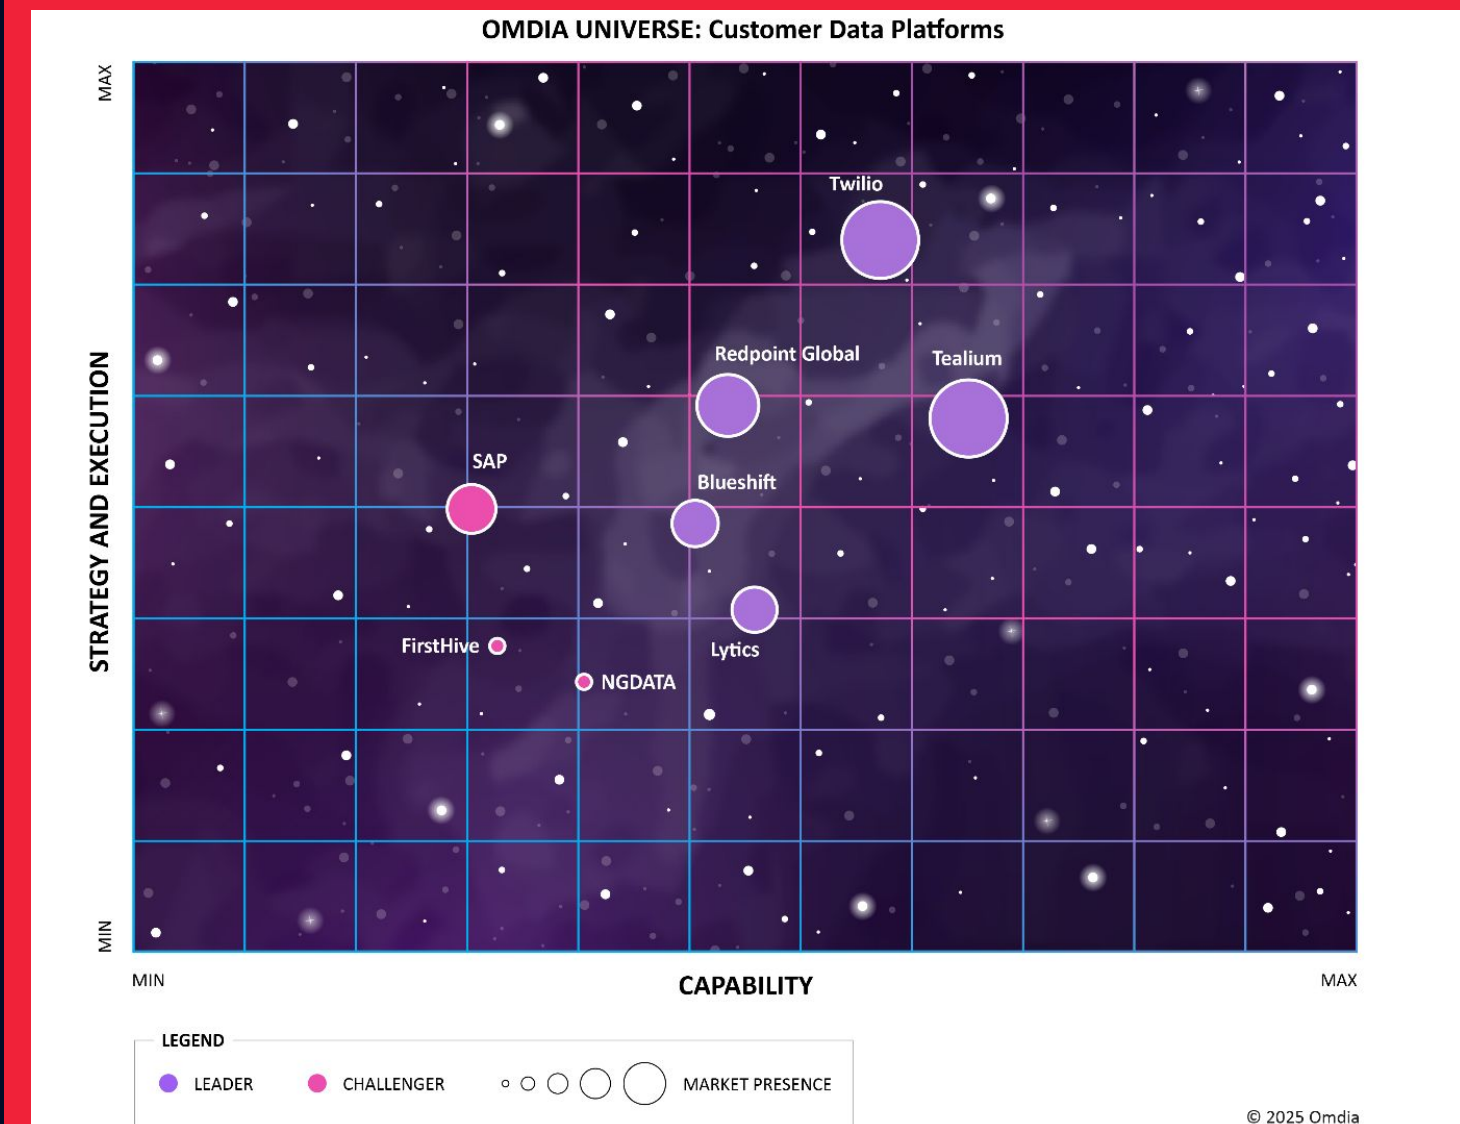 OMDIA UNIVERSE: Customer Data Platforms
MAX
STRATEGY AND EXECUTION
MIN
Twilio
Redpoint Global
Tealium
SAP
Blueshift
FirstHive
Lytics
NGDATA
MIN
CAPABILITY
MAX
LEGEND
LEADER
CHALLENGER
MARKET PRESENCE
© 2025 Omdia